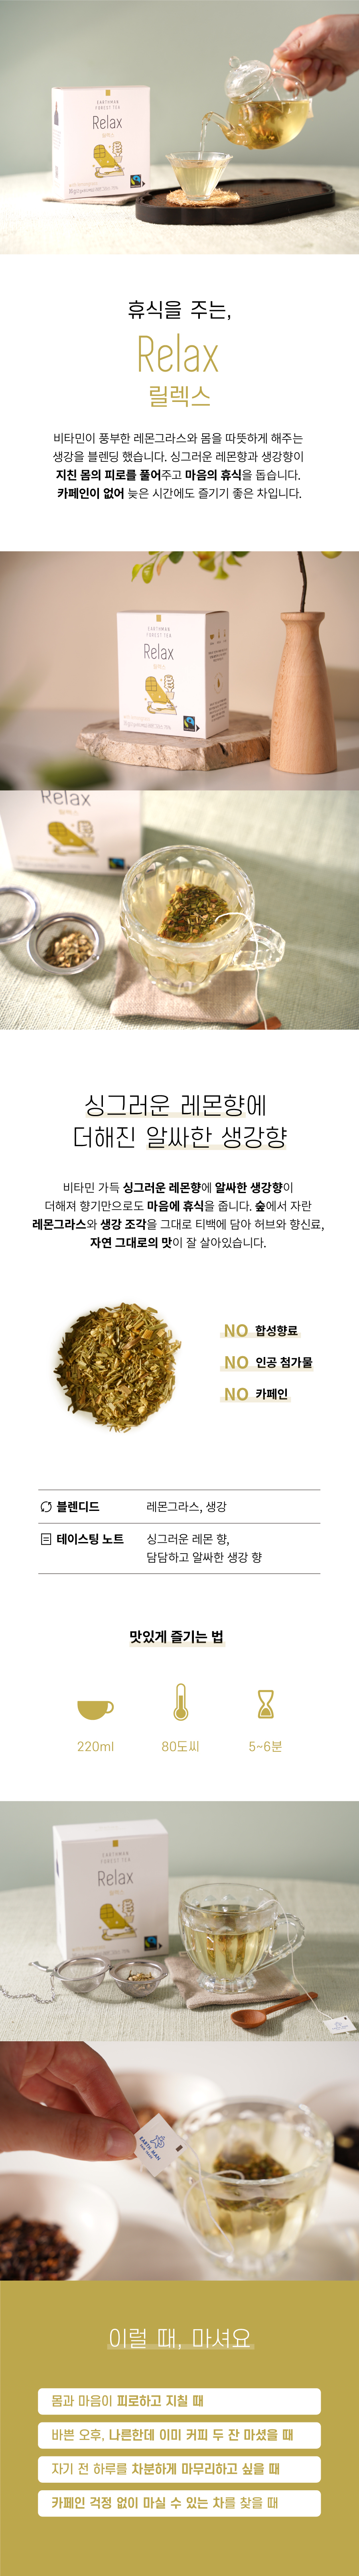 EARTHMAN
FOREST TEA
Relax
릴렉스
휴식을 주는,
Relax
릴렉스
비타민이 풍부한 레몬그라스와 몸을 따뜻하게 해주는
생강을 블렌딩 했습니다. 싱그러운 레몬향과 생강향이
지친 몸의 피로를 풀어주고 마음의 휴식을 돕습니다.
카페인이 없어 늦은 시간에도 즐기기 좋은 차입니다.
EARTHMAN
FOREST TEA
Relax
릴렉스
Relax
싱그러운 레몬향에
더해진 알싸한 생강향
비타민 가득 싱그러운 레몬향에 알싸한 생강향이
더해져 향기만으로도 마음에 휴식을 줍니다. 숲에서 자란
레몬그라스와 생강 조각을 그대로 티백에 담아 허브와 향신료,
자연 그대로의 맛이 잘 살아있습니다.
NO 합성향료
NO 인공 첨가물
NO 카페인
블렌디드 레몬그라스, 생강
테이스팅 노트 싱그러운 레몬 향,
담담하고 알싸한 생강 향
맛있게 즐기는 법
220ml 80도씨 5~6분
EARTHMAN
FOREST TEA
Relax
릴렉스
EARTH MAN
이럴 때, 마셔요
몸과 마음이 피로하고 지칠 때
바쁜 오후, 나른한데 이미 커피 두 잔 마셨을 때
자기 전 하루를 차분하게 마무리하고 싶을 때
카페인 걱정 없이 마실 수 있는 차를 찾을 때